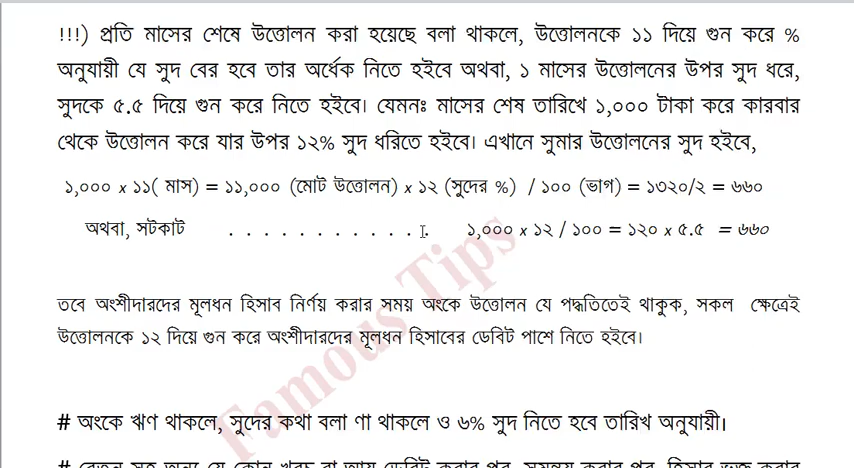 !!!) প্রতি মাসের শেষে উত্তোলন করা হয়েছে বলা থাকলে, উত্তোলনকে ১১ দিয়ে গুন করে %
অনুযায়ী যে সুদ বের হবে তার অর্ধেক নিতে হইবে অথবা, ১ মাসের উত্তোলনের উপর সুদ ধরে,
সুদকে ৫.৫ দিয়ে গুন করে নিতে হইবে। যেমনঃ মাসের শেষ তারিখে ১,০০০ টাকা করে কারবার
থেকে উত্তোলন করে যার উপর ১২% সুদ ধরিতে হইবে। এখানে সুমার উত্তোলনের সুদ হইবে,
১,০০০ x ১১( মাস) = ১১,০০০ (মোট উত্তোলন) x ১২ (সুদের %) / ১০০ (ভাগ) = ১৩২০/২ = ৬৬০
অথবা, সটকাট . . . . . . . . . . . . ১,০০০ x ১২ / ১০০ = ১২০ x ৫.৫ = ৬৬০
তবে অংশীদারদের মূলধন হিসাব নির্ণয় করার সময় অংকে উত্তোলন যে পদ্ধতিতেই থাকুক, সকল ক্ষেত্রেই
উত্তোলনকে ১২ দিয়ে গুন করে অংশীদারদের মূলধন হিসাবের ডেবিট পাশে নিতে হইবে।
# অংকে ঋণ থাকলে, সুদের কথা বলা ণা থাকলে ও ৬% সুদ নিতে হবে তারিখ অনুযায়ী।
Famous Tips